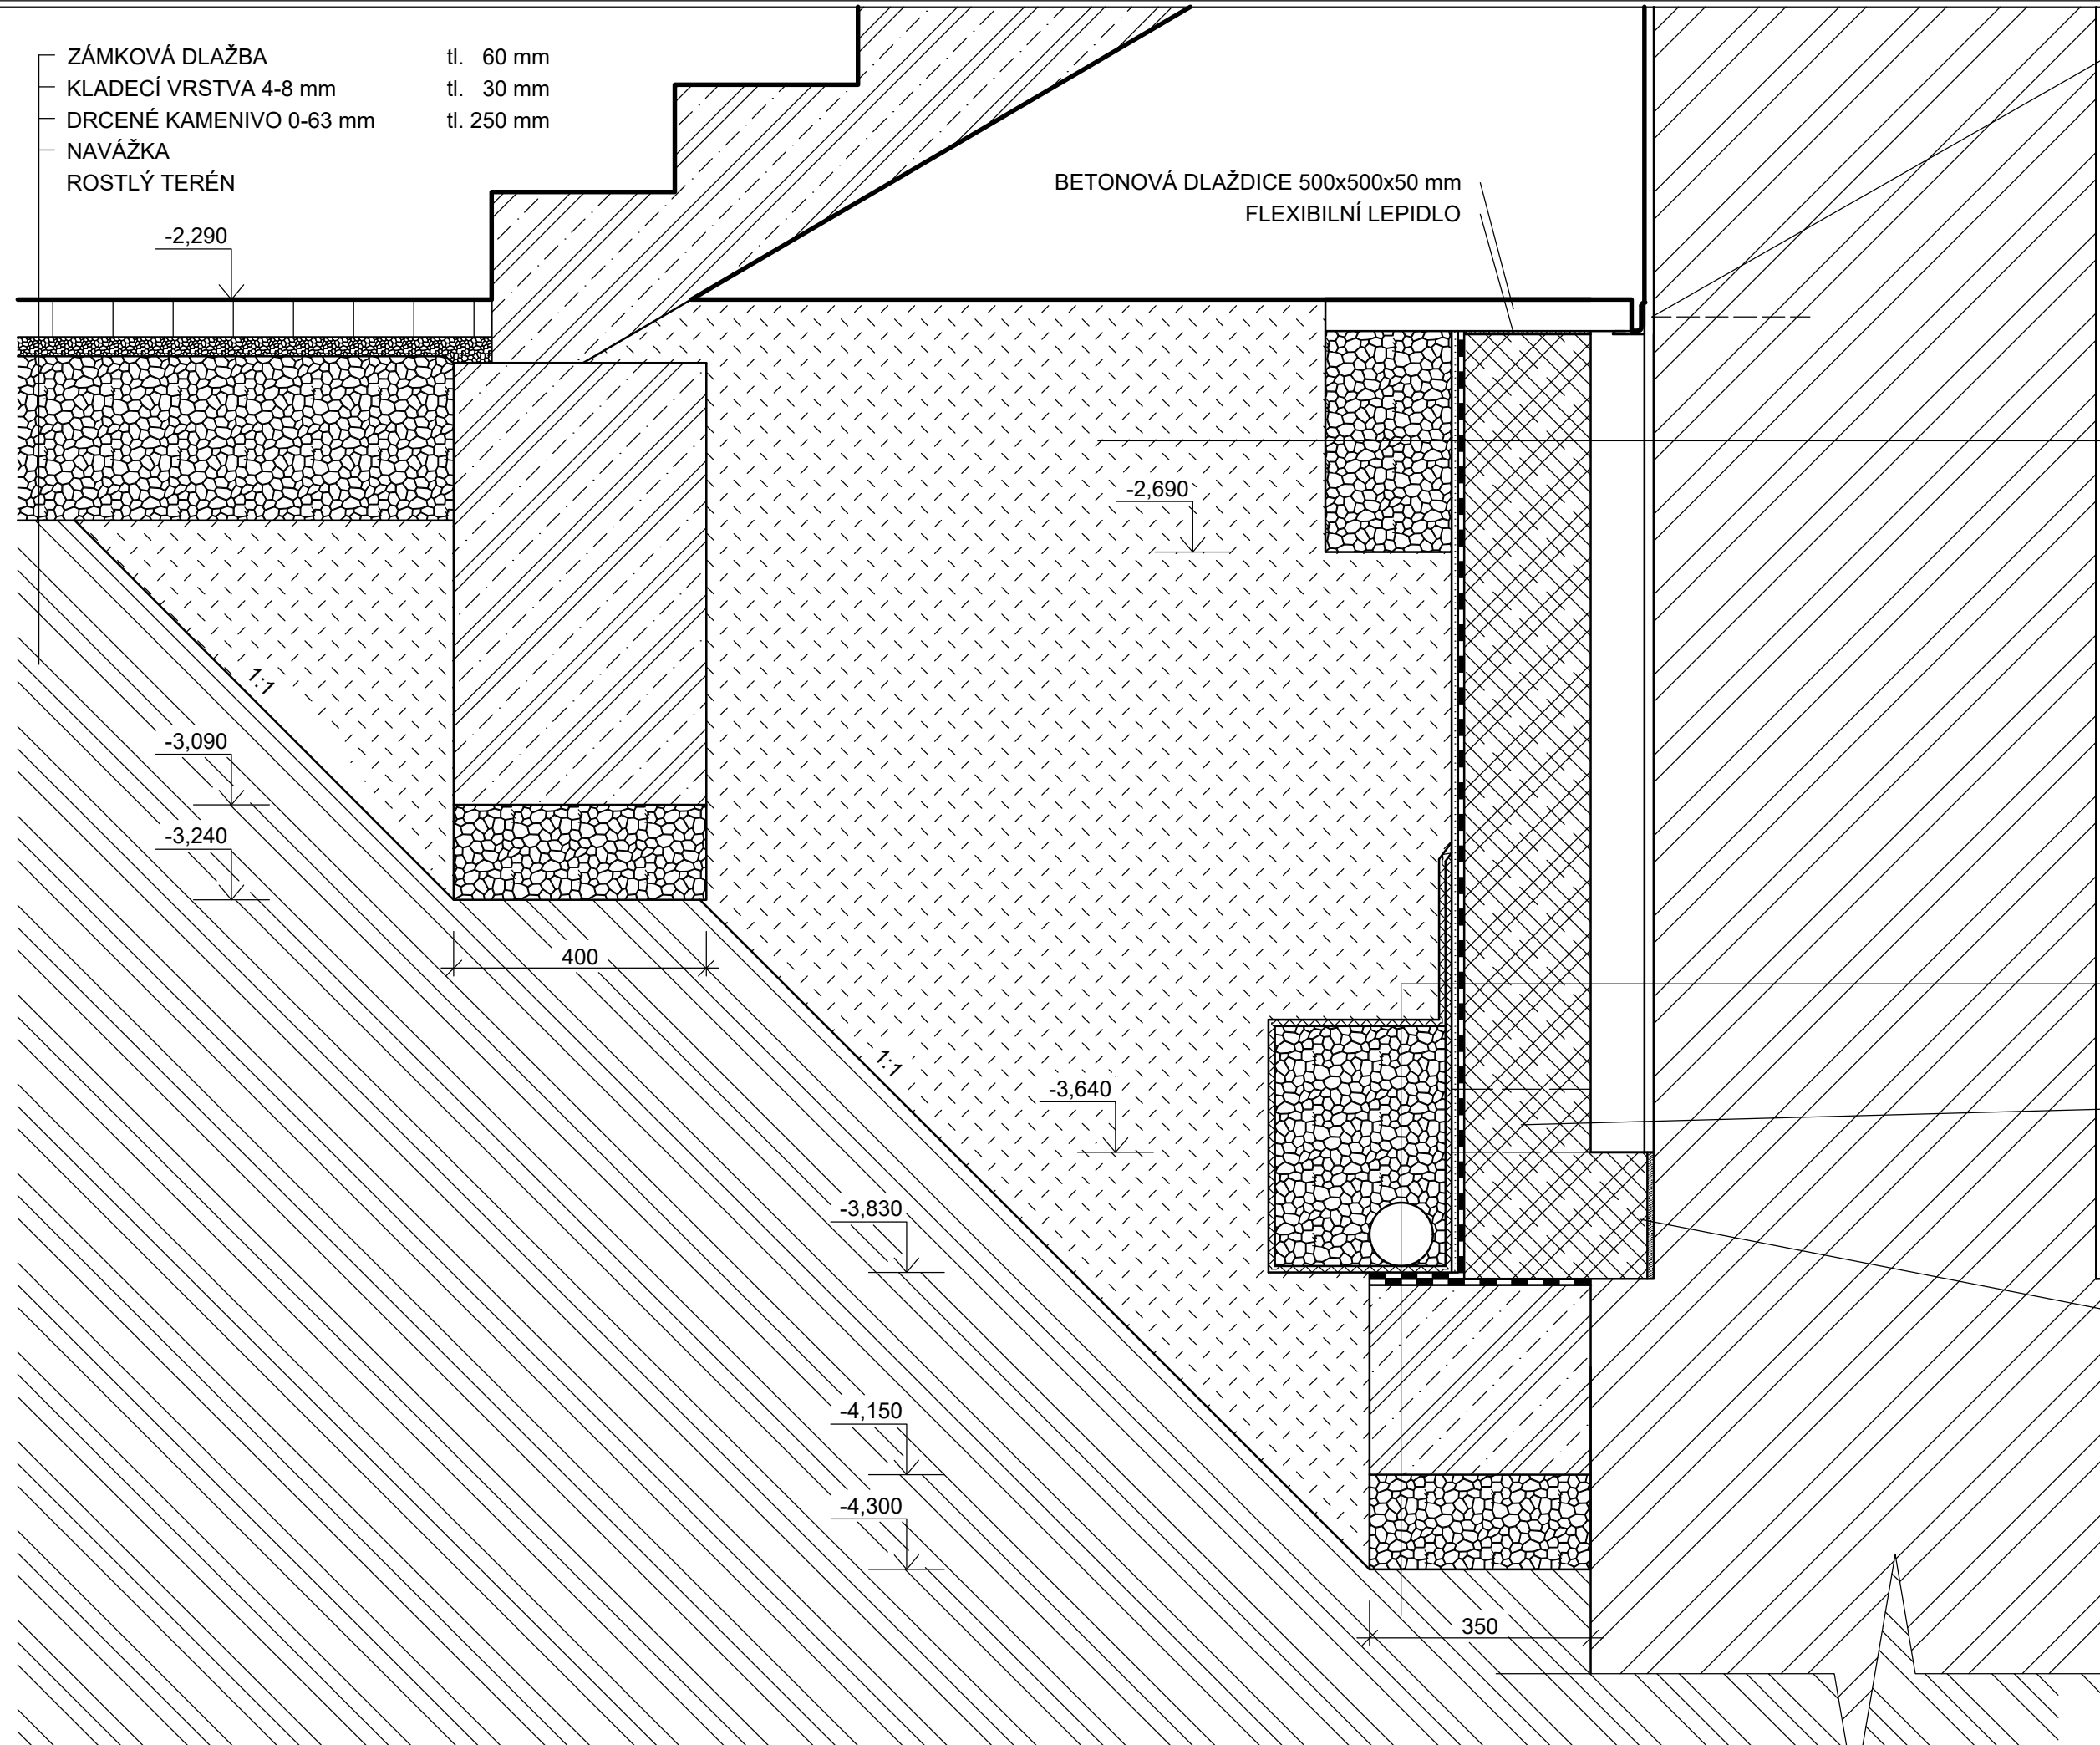 ZÁMKOVÁ DLAŽBA tl. 60 mm
KLADECÍ VRSTVA 4-8 mm tl. 30 mm
DRCENÉ KAMENIVO 0-63 mm tl. 250 mm
NAVÁŽKA
ROSTLÝ TERÉN
BETONOVÁ DLAŽDICE 500x500x50 mm
FLEXIBILNÍ LEPIDLO
-2,290
-2,690
1:1
-3,090
-3,240
400
1:1
-3,640
-3,830
-4,150
-4,300
350